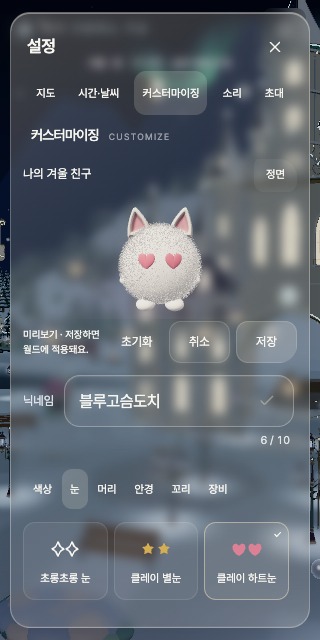 설정
지도 시간·날씨 커스터마이징 소리 초대
커스터마이징 CUSTOMIZE
나의 겨울 친구 정면
미리보기 · 저장하면
월드에 적용돼요.
초기화 취소 저장
닉네임 블루고슴도치
6 / 10
색상 눈 머리 안경 꼬리 장비
초롱초롱 눈 클레이 별눈 클레이 하트눈